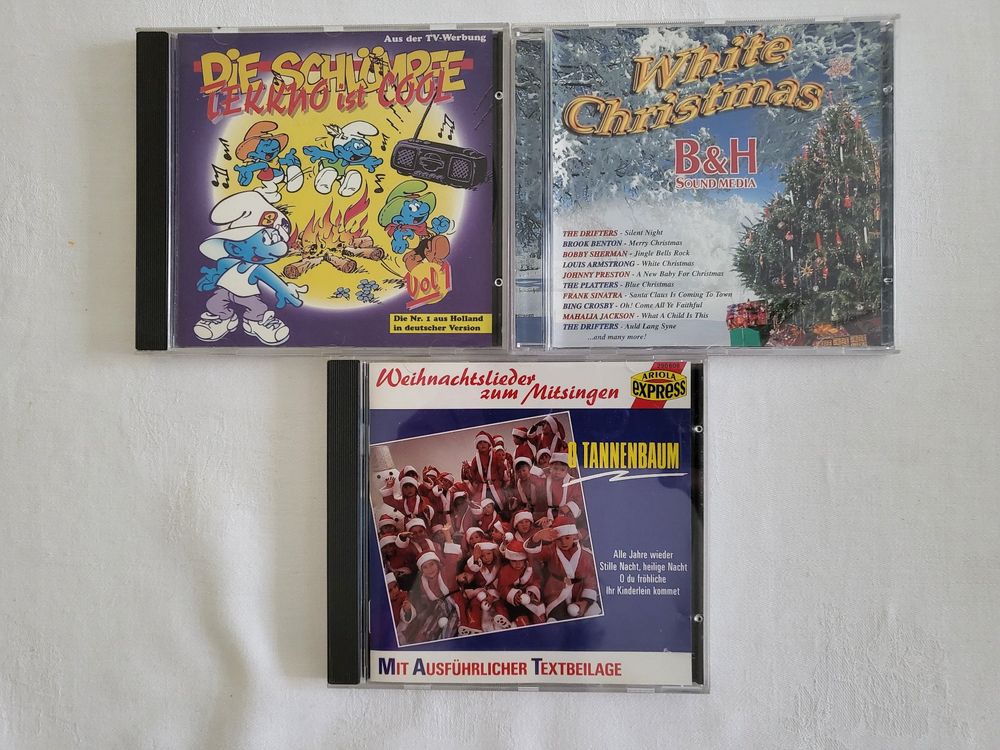 Aus der TV-Werbung
DIE SCHLÜMPFE
TEKKNO ist COOL
Vol 1
Die Nr. 1 aus Holland
in deutscher Version
White
Christmas
B&H
SOUND MEDIA
THE DRIFTERS - Silent Night
BROOK BENTON - Merry Christmas
BOBBY SHERMAN - Jingle Bells Rock
LOUIS ARMSTRONG - White Christmas
JOHNNY PRESTON - A New Baby For Christmas
THE PLATTERS - Blue Christmas
FRANK SINATRA - Santa Claus Is Coming To Town
BING CROSBY - Oh! Come All Ye Faithful
MAHALIA JACKSON - What A Child Is This
THE DRIFTERS - Auld Lang Syne
...and many more!
Weihnachtslieder
zum Mitsingen
ARIOLA
EXPRESS
O TANNENBAUM
Alle Jahre wieder
Stille Nacht, heilige Nacht
O du fröhliche
Ihr Kinderlein kommet
MIT AUSFÜHRLICHER TEXTBEILAGE